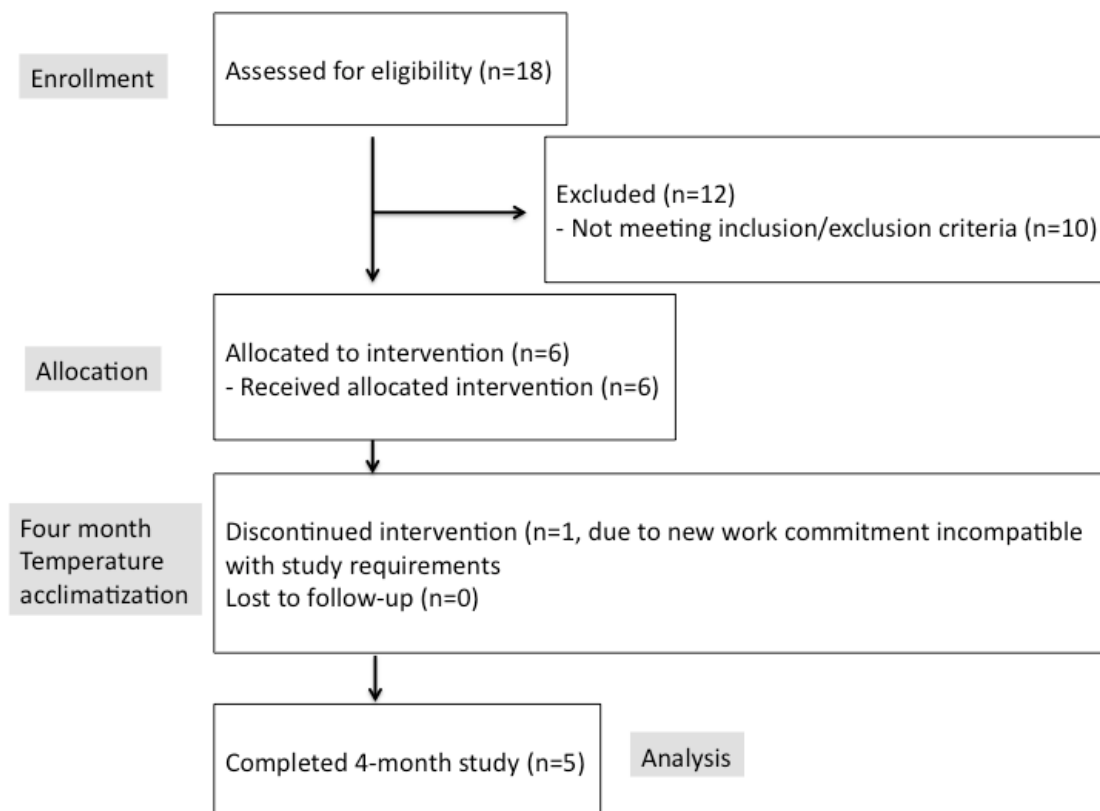 Enrollment
Assessed for eligibility (n=18)
Excluded (n=12)
- Not meeting inclusion/exclusion criteria (n=10)
Allocation
Allocated to intervention (n=6)
- Received allocated intervention (n=6)
Four month
Temperature
acclimatization
Discontinued intervention (n=1, due to new work commitment incompatible
with study requirements
Lost to follow-up (n=0)
Completed 4-month study (n=5)
Analysis